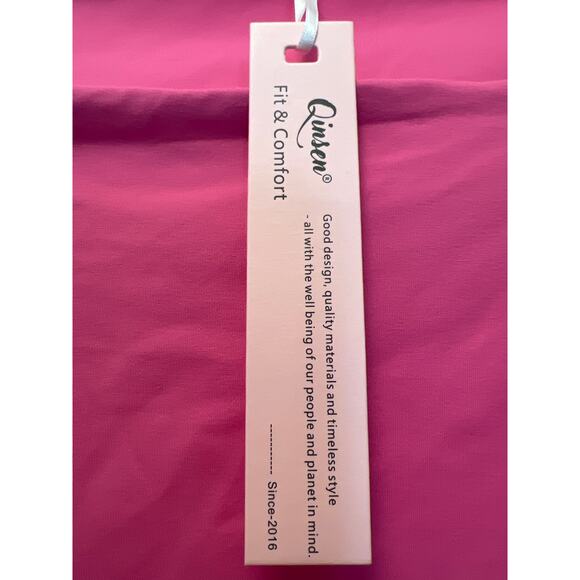 Qinsen®
Fit & Comfort
Good design, quality materials and timeless style
- all with the well being of our people and planet in mind.
----------- Since-2016